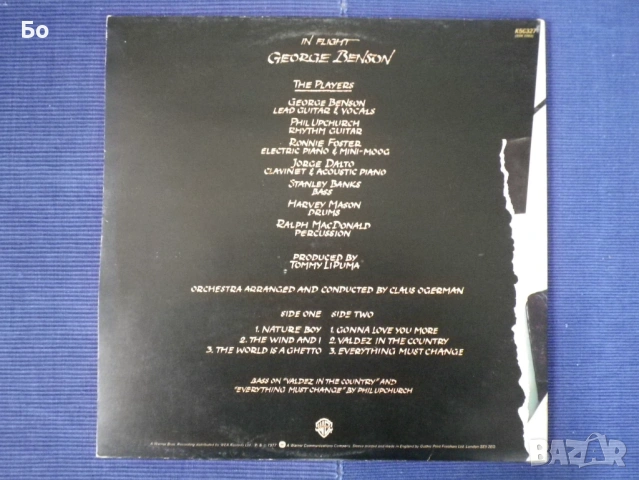 Бо
IN FLIGHT
GEORGE BENSON
K56327
THE PLAYERS
GEORGE BENSON
LEAD GUITAR & VOCALS
PHIL UPCHURCH
RHYTHM GUITAR
RONNIE FOSTER
ELECTRIC PIANO & MINI-MOOG
JORGE DALTO
CLAVINET & ACOUSTIC PIANO
STANLEY BANKS
BASS
HARVEY MASON
DRUMS
RALPH MACDONALD
PERCUSSION
PRODUCED BY
TOMMY LIPUMA
ORCHESTRA ARRANGED AND CONDUCTED BY CLAUS OGERMAN
SIDE ONE SIDE TWO
1. NATURE BOY 1. GONNA LOVE YOU MORE
2. THE WIND AND I 2. VALDEZ IN THE COUNTRY
3. THE WORLD IS A GHETTO 3. EVERYTHING MUST CHANGE
BASS ON "VALDEZ IN THE COUNTRY" AND
"EVERYTHING MUST CHANGE" BY PHIL UPCHURCH
BAZAR